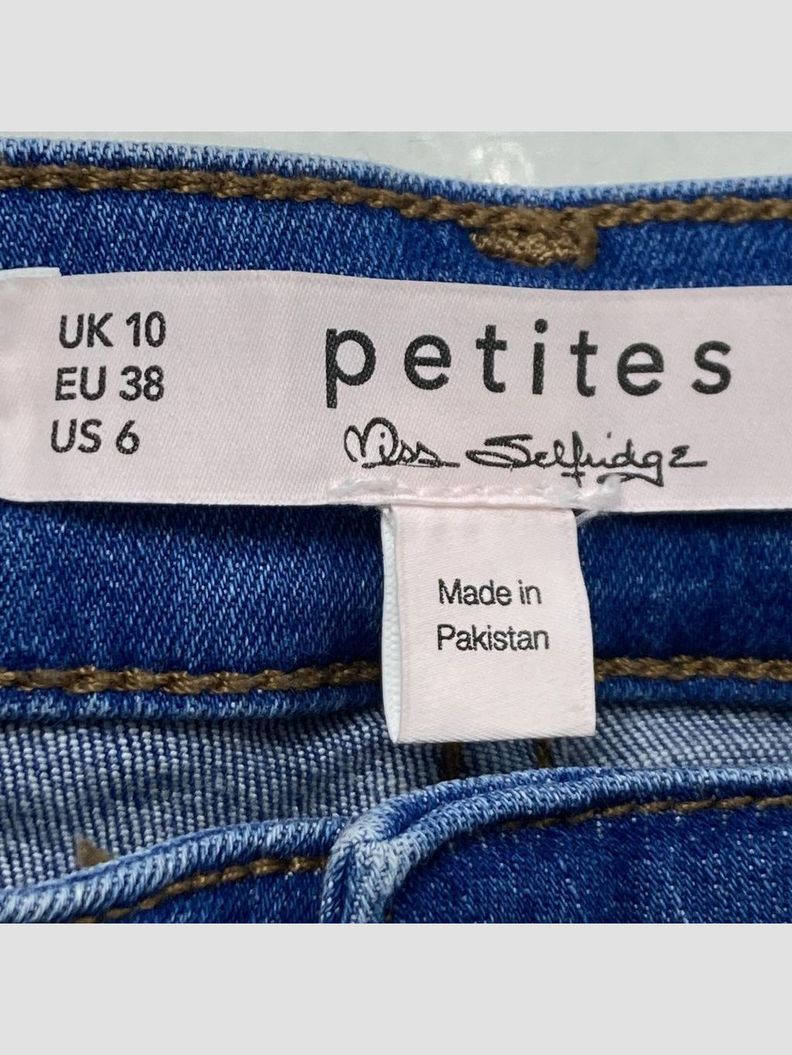 UK 10
EU 38
US 6
petites
Miss Selfridge
Made in
Pakistan